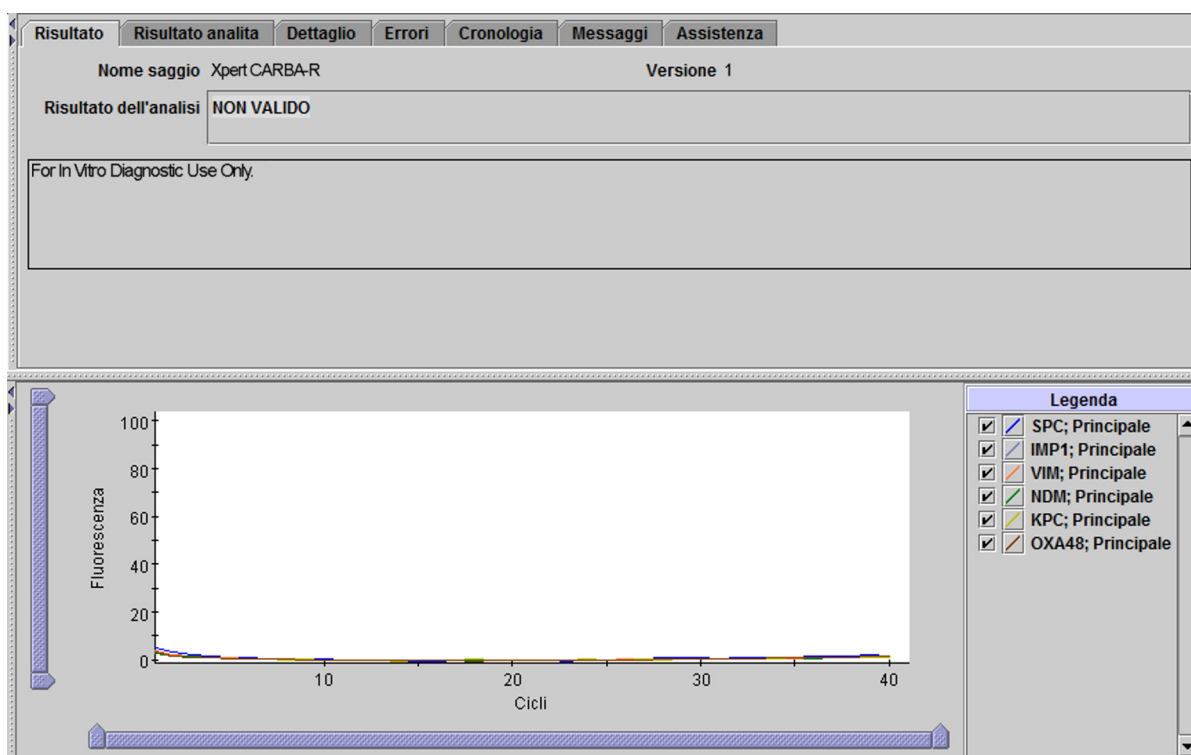 Risultato Risultato analita Dettaglio Errori Cronologia Messaggi Assistenza
Nome saggio Xpert CARBA-R Versione 1
Risultato dell'analisi NON VALIDO
For In Vitro Diagnostic Use Only.
Legenda
SPC; Principale
IMP1; Principale
VIM; Principale
NDM; Principale
KPC; Principale
OXA48; Principale
Fluorescenza
100
80
60
40
20
0
10 20 30 40
Cicli